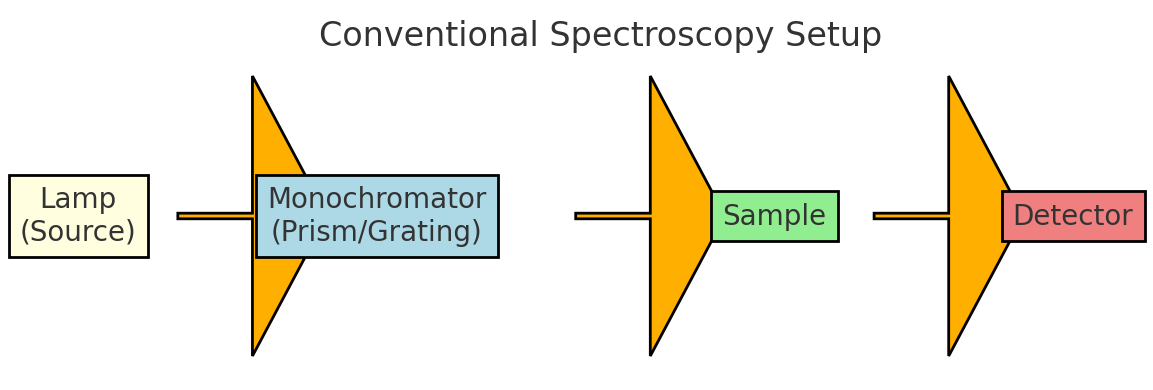 Conventional Spectroscopy Setup
Lamp
(Source)
Monochromator
(Prism/Grating)
Sample
Detector